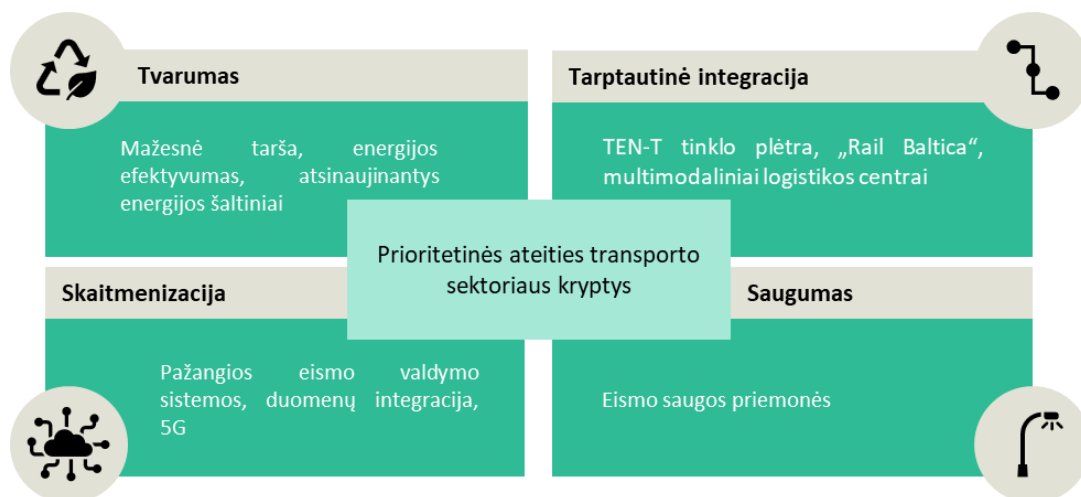 Tvarumas
Mažesnė tarša, energijos
efektyvumas, atsinaujinantys
energijos šaltiniai
Tarptautinė integracija
TEN-T tinklo plėtra, „Rail Baltica“,
multimodaliniai logistikos centrai
Prioritetinės ateities transporto
sektoriaus kryptys
Skaitmenizacija
Pažangios eismo valdymo
sistemos, duomenų integracija,
5G
Saugumas
Eismo saugos priemonės